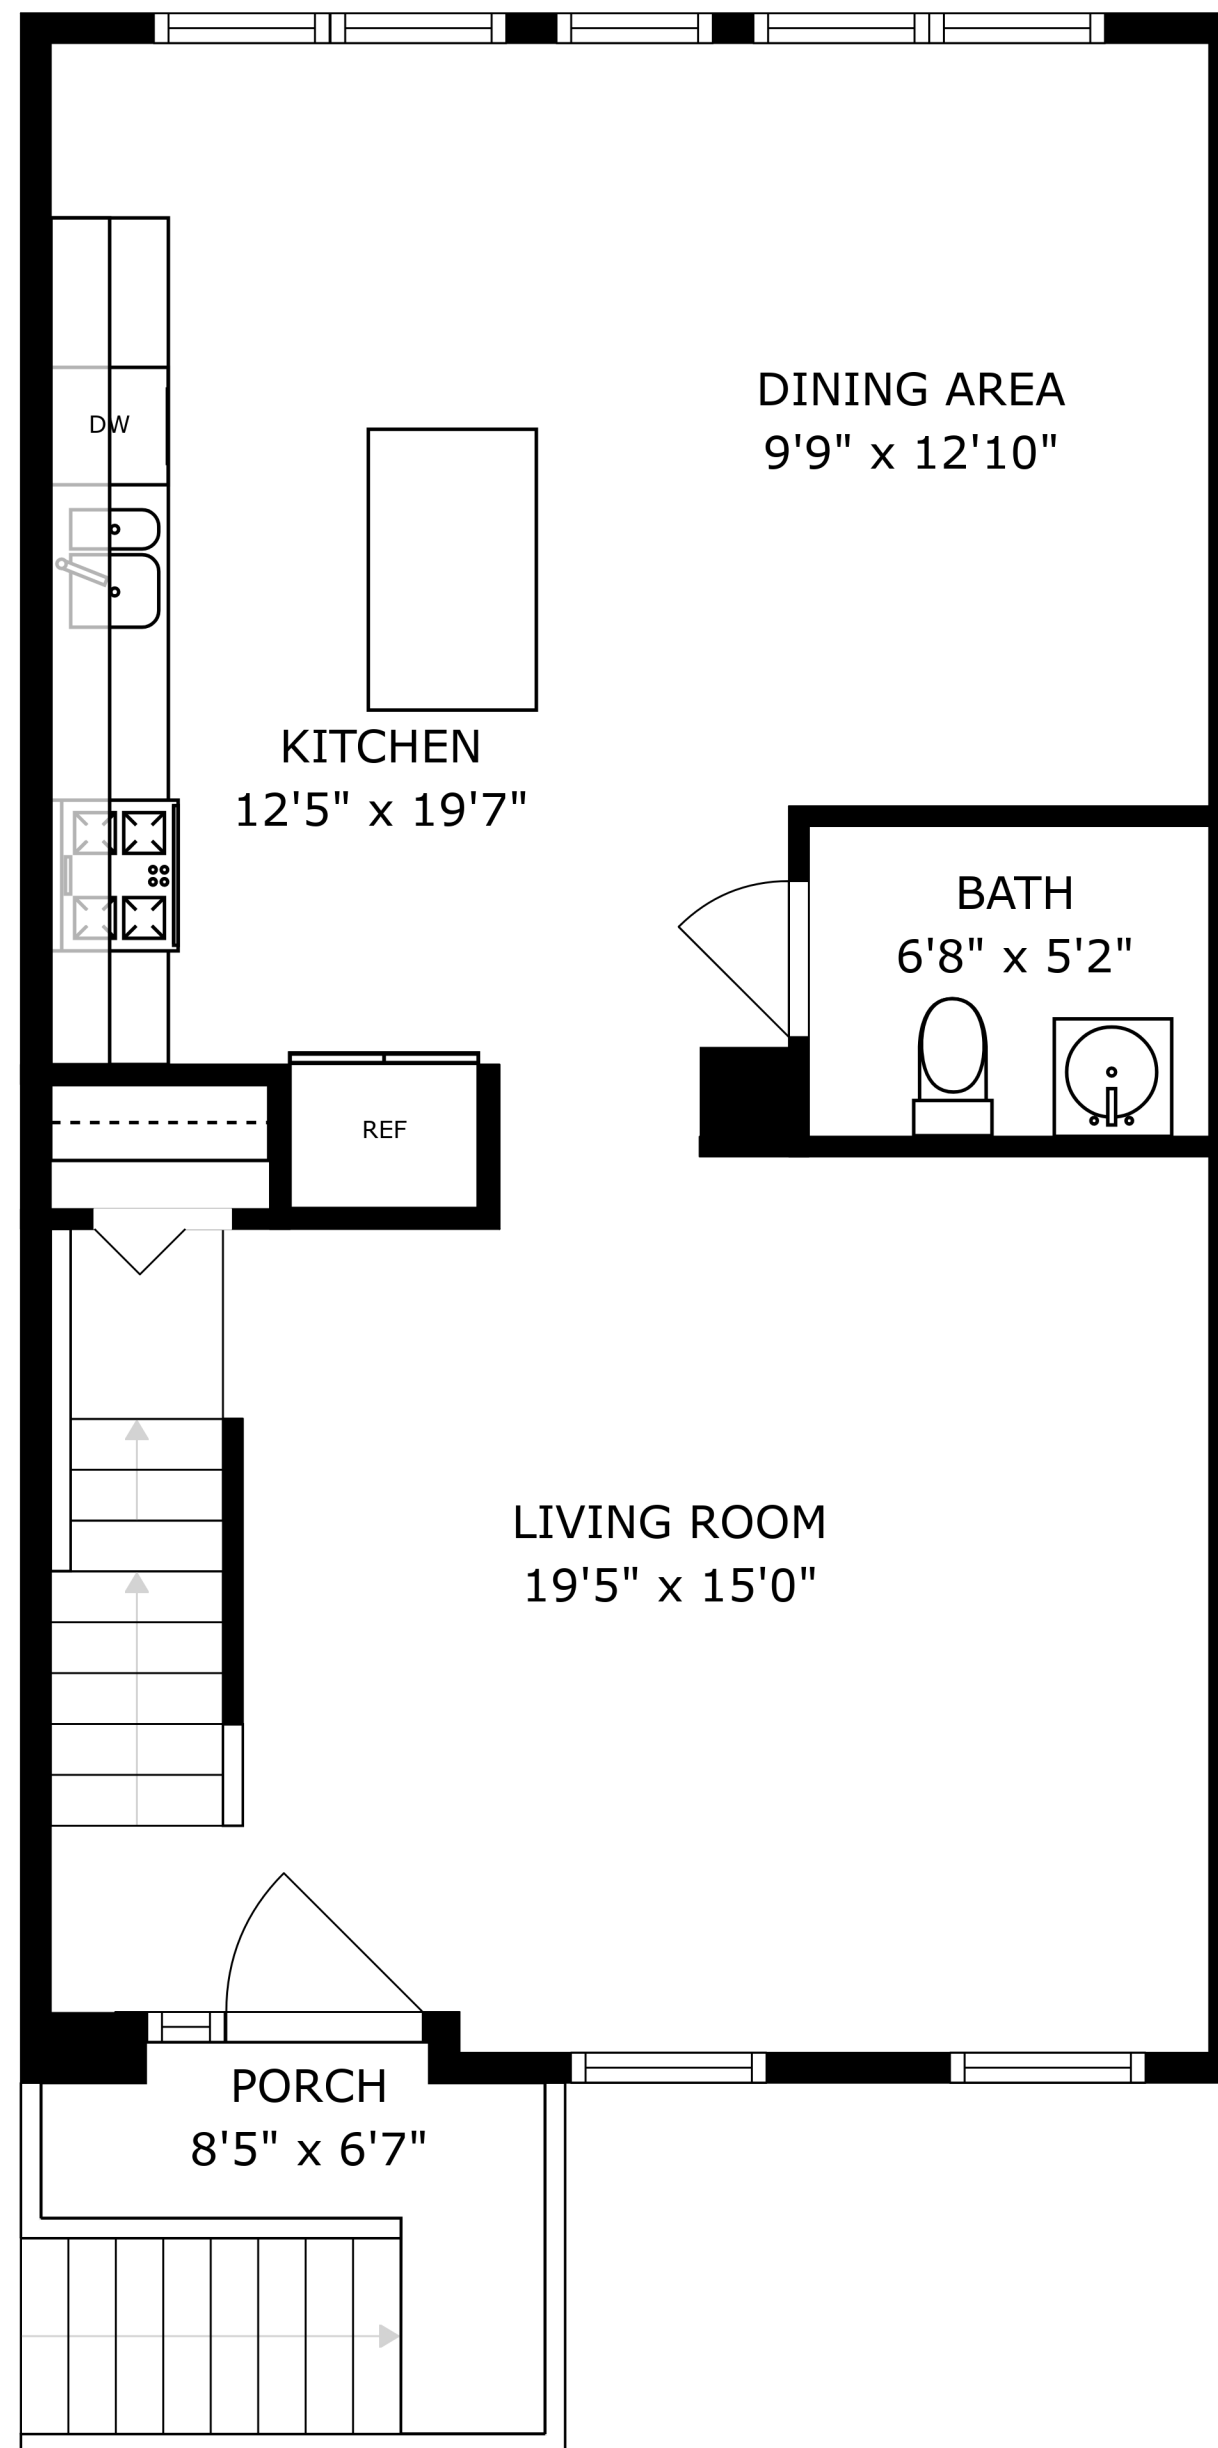 DINING AREA
9'9" x 12'10"
DW
KITCHEN
12'5" x 19'7"
BATH
6'8" x 5'2"
REF
LIVING ROOM
19'5" x 15'0"
PORCH
8'5" x 6'7"